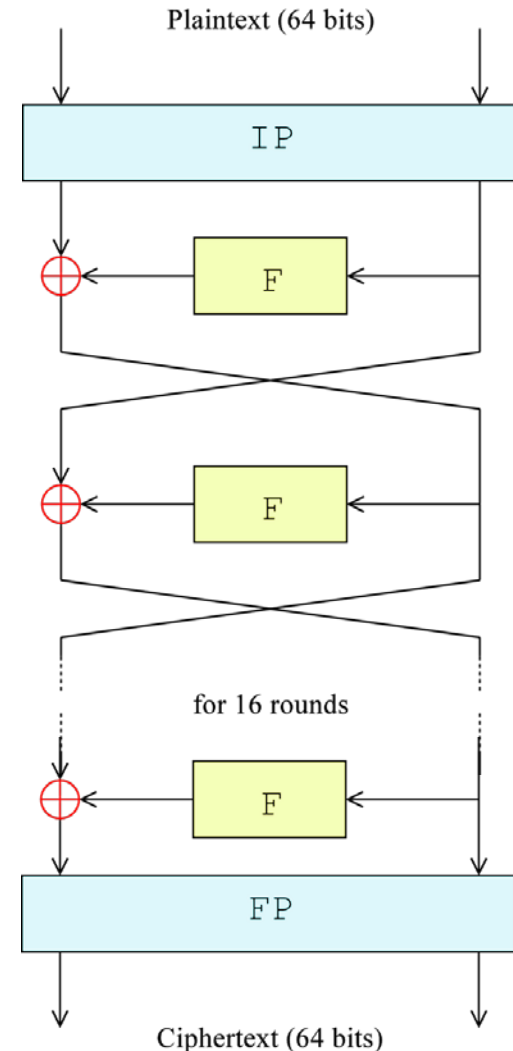 Plaintext (64 bits)
IP
F
F
for 16 rounds
F
FP
Ciphertext (64 bits)